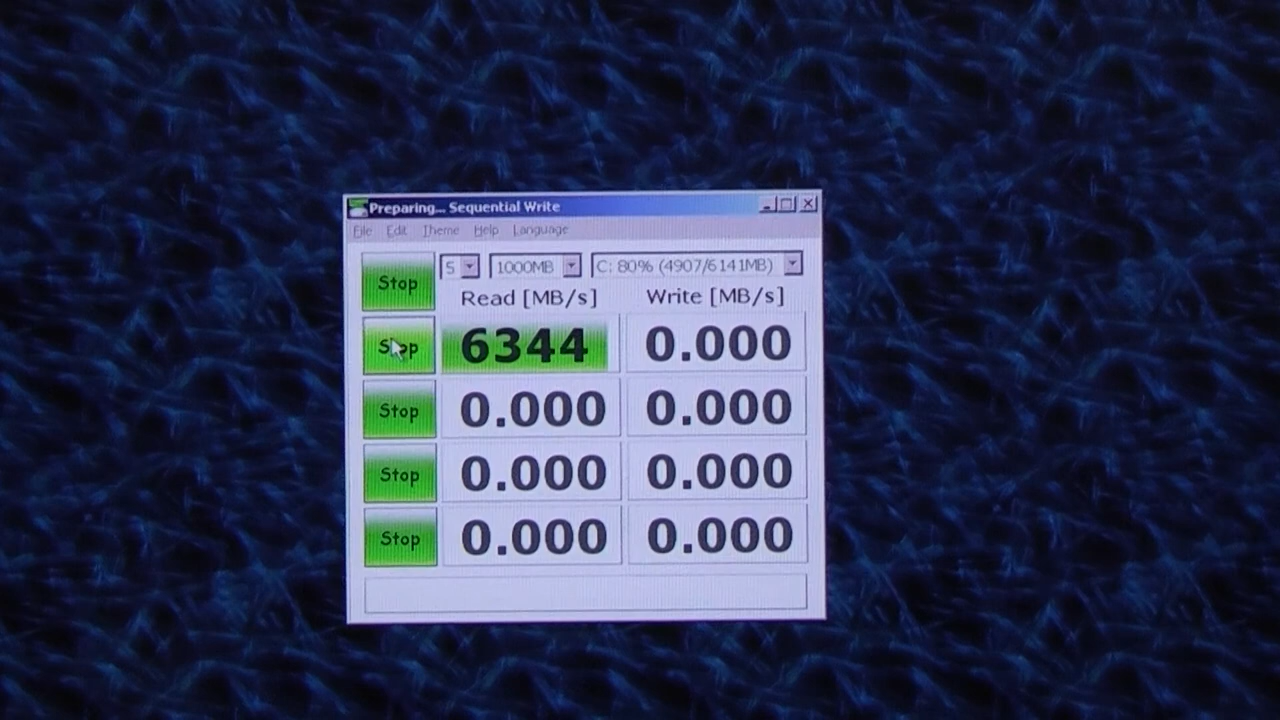 Preparing... Sequential Write
File Edit Theme Help Language
Stop 5 1000MB C: 80% (4907/6141MB)
Read [MB/s] Write [MB/s]
Stop 6344 0.000
Stop 0.000 0.000
Stop 0.000 0.000
Stop 0.000 0.000